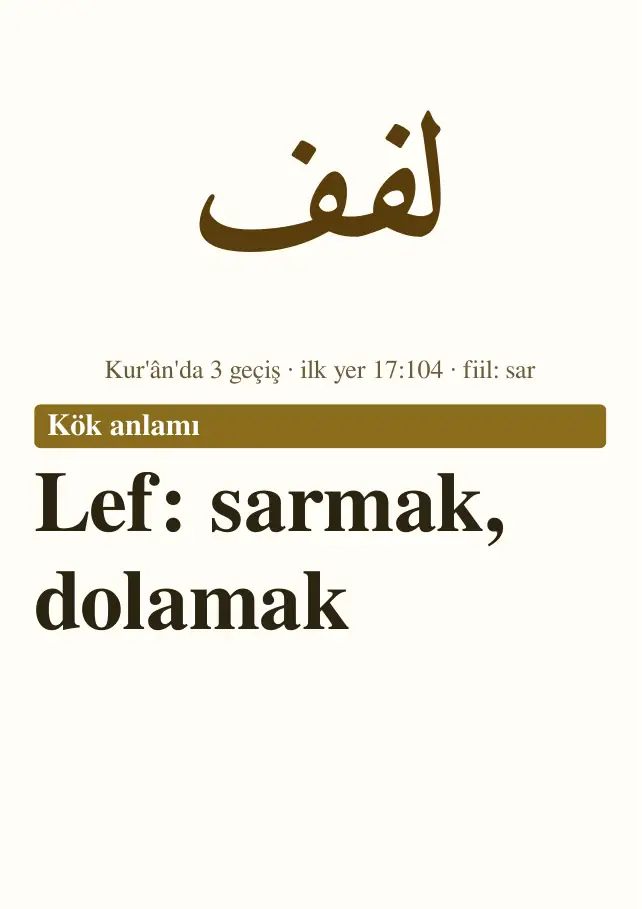 لفف
Kur'ân'da 3 geçiş · ilk yer 17:104 · fiil: sar
Kök anlamı
Lef: sarmak,
dolamak